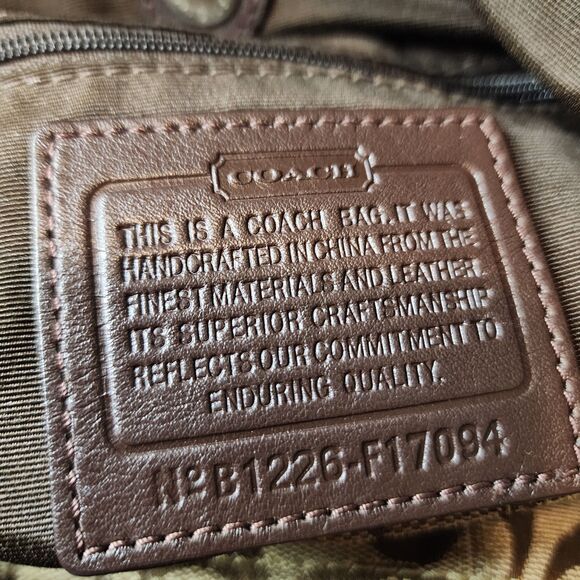 COACH
THIS IS A COACH BAG. IT WAS
HANDCRAFTED IN CHINA FROM THE
FINEST MATERIALS AND LEATHER.
ITS SUPERIOR CRAFTSMANSHIP
REFLECTS OUR COMMITMENT TO
ENDURING QUALITY.
Nº B1226-F17094